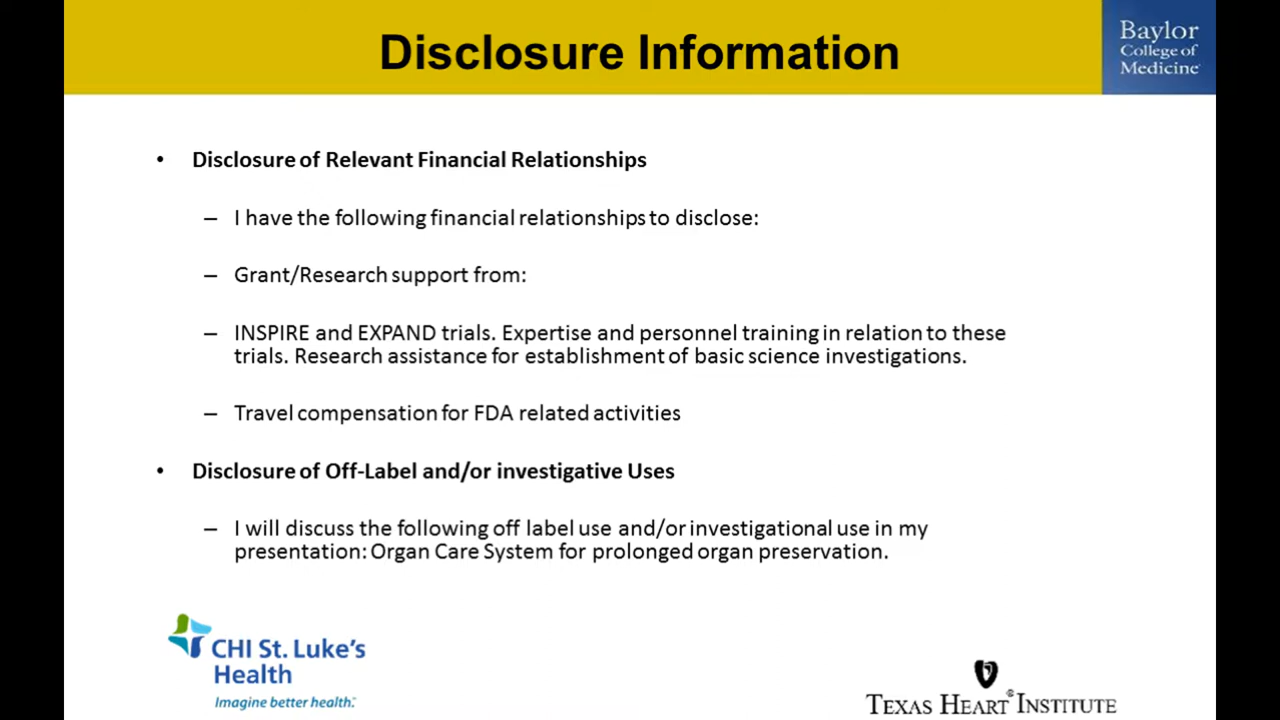 Disclosure Information
Baylor
College of
Medicine
• Disclosure of Relevant Financial Relationships
– I have the following financial relationships to disclose:
– Grant/Research support from:
– INSPIRE and EXPAND trials. Expertise and personnel training in relation to these
trials. Research assistance for establishment of basic science investigations.
– Travel compensation for FDA related activities
• Disclosure of Off-Label and/or investigative Uses
– I will discuss the following off label use and/or investigational use in my
presentation: Organ Care System for prolonged organ preservation.
CHI St. Luke's
Health
Imagine better health.
TEXAS HEART® INSTITUTE